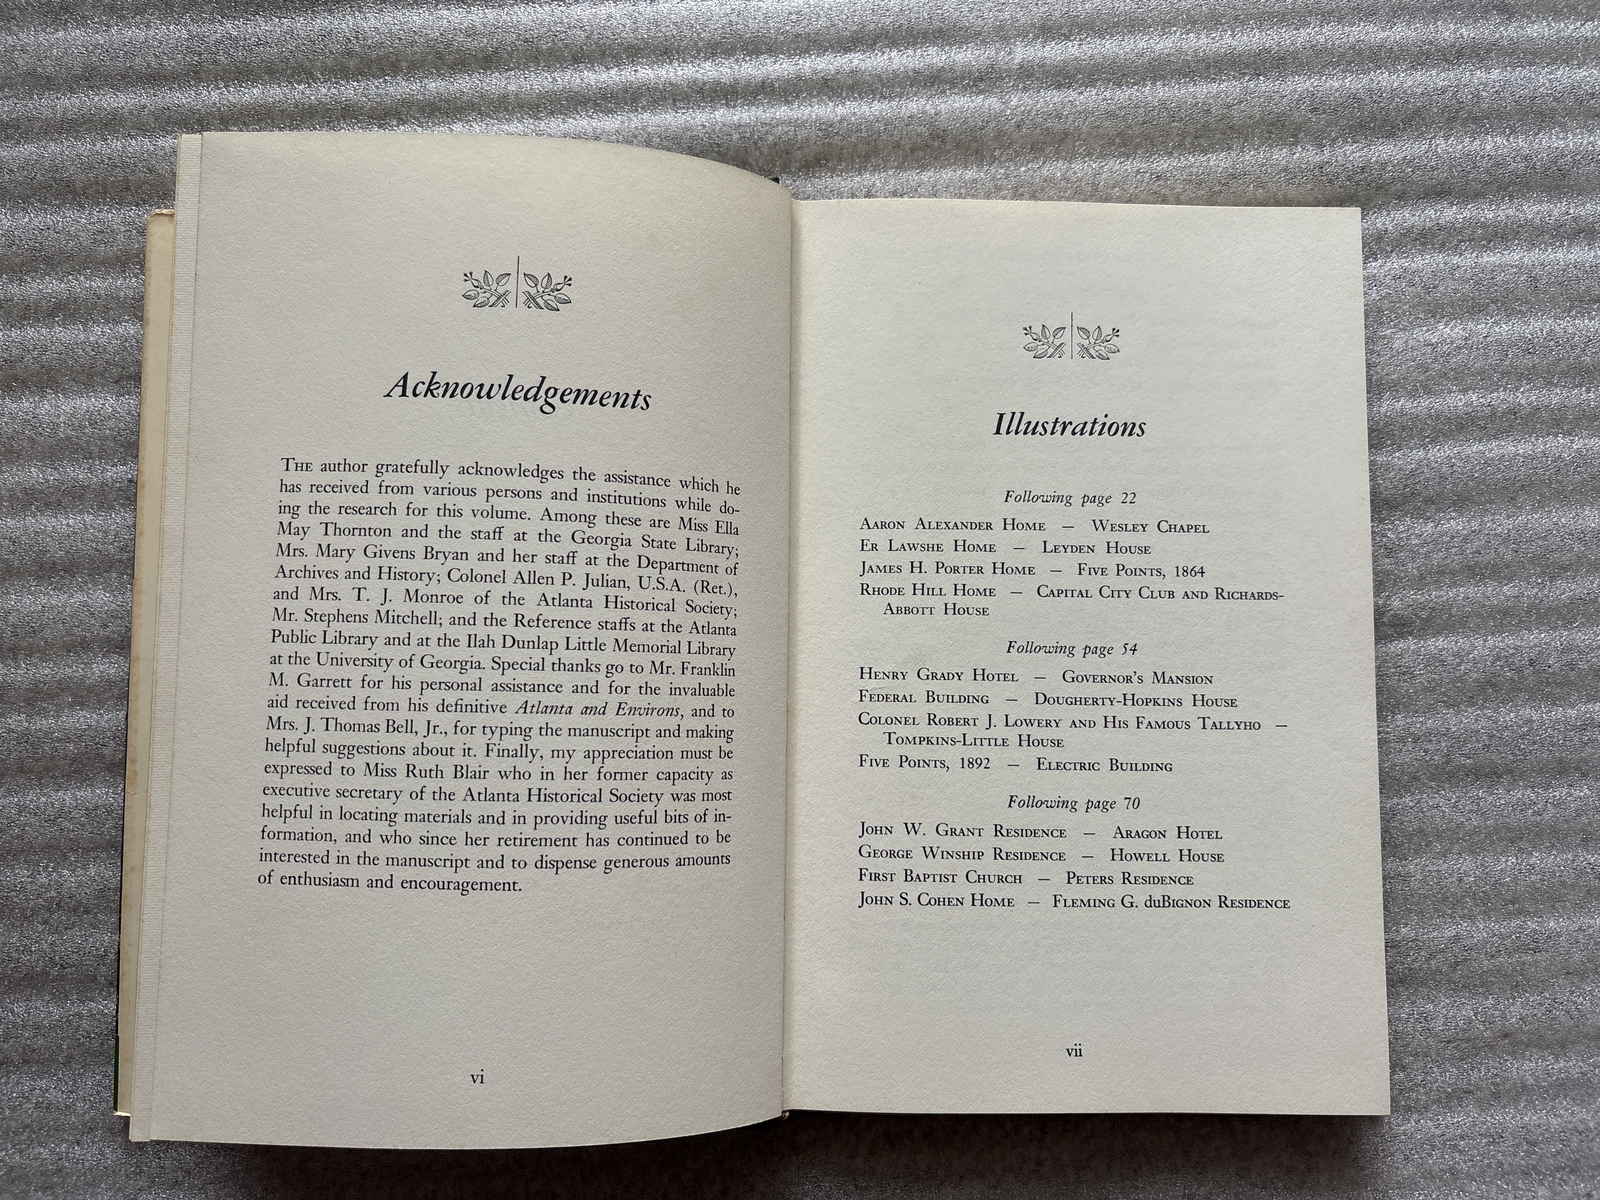 Acknowledgements
THE author gratefully acknowledges the assistance which he
has received from various persons and institutions while do-
ing the research for this volume. Among these are Miss Ella
May Thornton and the staff at the Georgia State Library;
Mrs. Mary Givens Bryan and her staff at the Department of
Archives and History; Colonel Allen P. Julian, U.S.A. (Ret.),
and Mrs. T. J. Monroe of the Atlanta Historical Society;
Mr. Stephens Mitchell; and the Reference staffs at the Atlanta
Public Library and at the Ilah Dunlap Little Memorial Library
at the University of Georgia. Special thanks go to Mr. Franklin
M. Garrett for his personal assistance and for the invaluable
aid received from his definitive Atlanta and Environs, and to
Mrs. J. Thomas Bell, Jr., for typing the manuscript and making
helpful suggestions about it. Finally, my appreciation must be
expressed to Miss Ruth Blair who in her former capacity as
executive secretary of the Atlanta Historical Society was most
helpful in locating materials and in providing useful bits of in-
formation, and who since her retirement has continued to be
interested in the manuscript and to dispense generous amounts
of enthusiasm and encouragement.
vi
Illustrations
Following page 22
AARON ALEXANDER HOME — WESLEY CHAPEL
ER LAWSHE HOME — LEYDEN HOUSE
JAMES H. PORTER HOME — FIVE POINTS, 1864
RHODE HILL HOME — CAPITAL CITY CLUB AND RICHARDS-
ABBOTT HOUSE
Following page 54
HENRY GRADY HOTEL — GOVERNOR'S MANSION
FEDERAL BUILDING — DOUGHERTY-HOPKINS HOUSE
COLONEL ROBERT J. LOWERY AND HIS FAMOUS TALLYHO —
TOMPKINS-LITTLE HOUSE
FIVE POINTS, 1892 — ELECTRIC BUILDING
Following page 70
JOHN W. GRANT RESIDENCE — ARAGON HOTEL
GEORGE WINSHIP RESIDENCE — HOWELL HOUSE
FIRST BAPTIST CHURCH — PETERS RESIDENCE
JOHN S. COHEN HOME — FLEMING G. duBIGNON RESIDENCE
vii